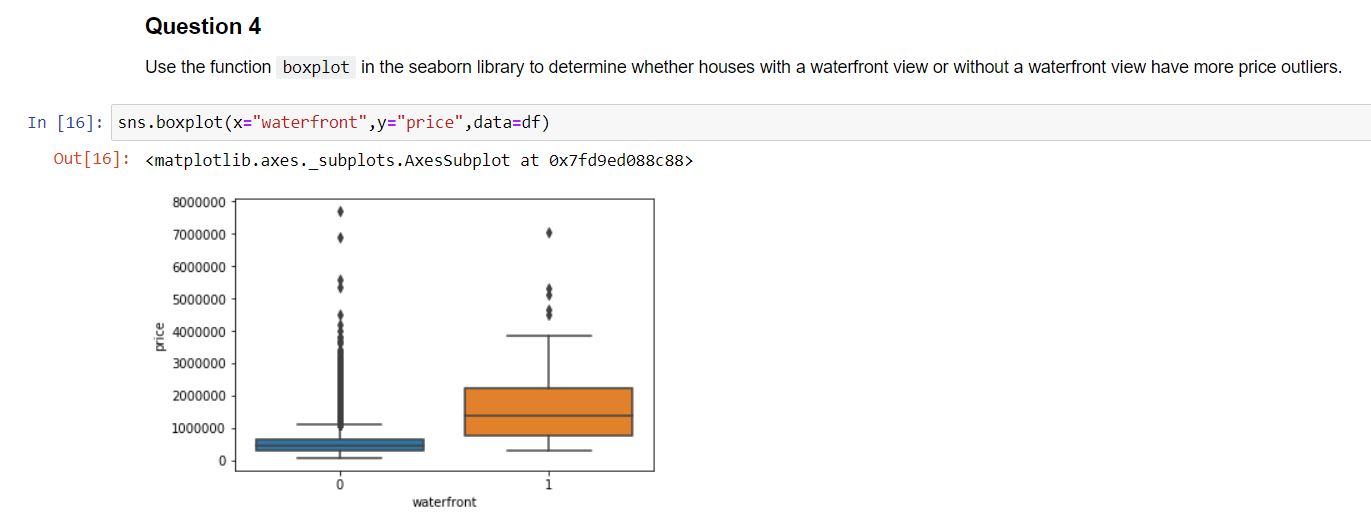 Question 4
Use the function boxplot in the seaborn library to determine whether houses with a waterfront view or without a waterfront view have more price outliers.
In [16]: sns.boxplot(x="waterfront",y="price",data=df)
Out[16]: <matplotlib.axes._subplots.AxesSubplot at 0x7fd9ed088c88>
8000000
7000000
6000000
5000000
4000000
3000000
2000000
1000000
0
price
0 1
waterfront